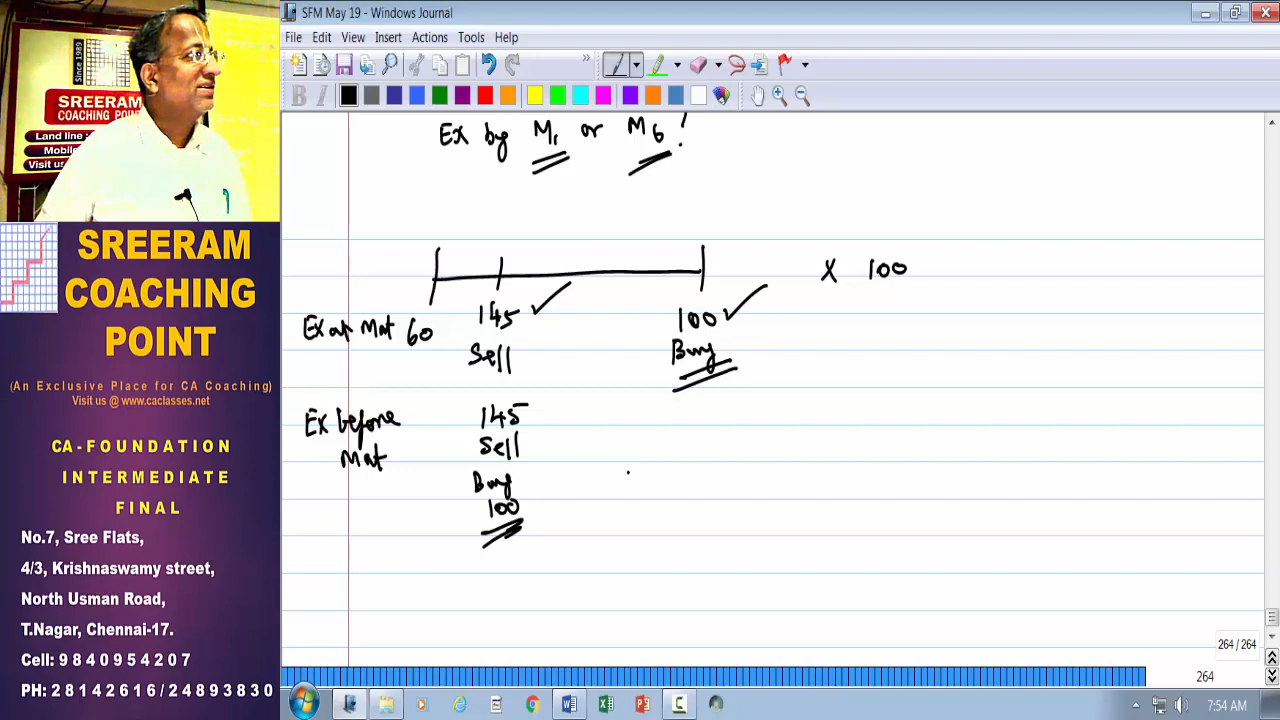 SFM May 19 - Windows Journal
File Edit View Insert Actions Tools Help
Since 1989
SREERAM
COACHING POINT
Land line :
Mobile
Visit us
SREERAM
COACHING
POINT
(An Exclusive Place for CA Coaching)
Visit us @ www.caclasses.net
CA-FOUNDATION
INTERMEDIATE
FINAL
No.7, Sree Flats,
4/3, Krishnaswamy street,
North Usman Road,
T.Nagar, Chennai-17.
Cell: 9840954207
PH: 28142616/24893830
Ex by M1 or M6!
X 100
Ex at Mat 60 145 ✓ 100 ✓
Sell Buy
Ex before 145
Mat Sell
Buy
100
264 / 264
264
7:54 AM